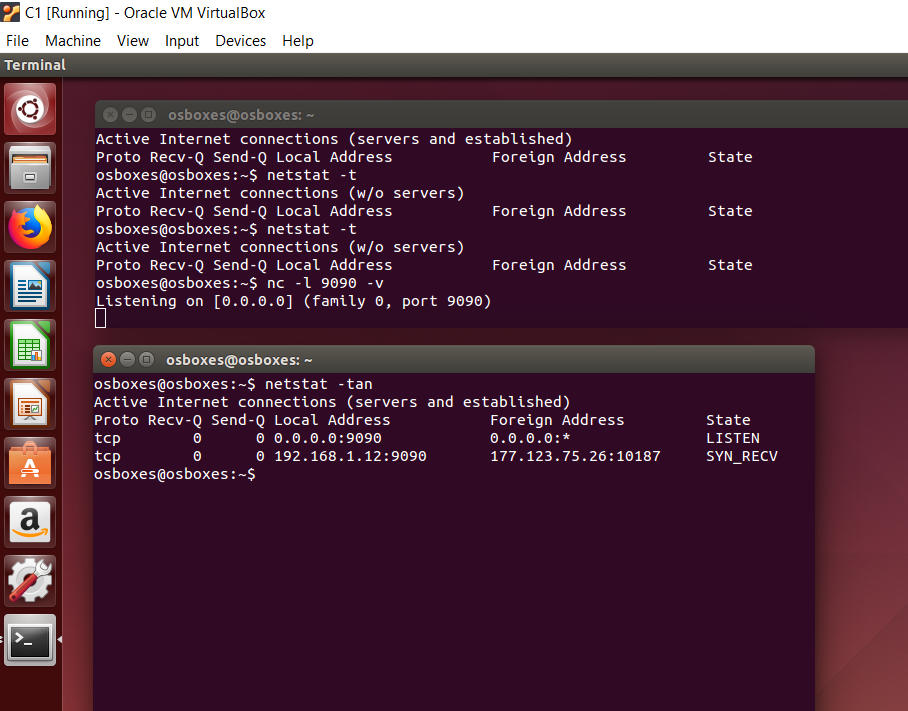 C1 [Running] - Oracle VM VirtualBox
File Machine View Input Devices Help
Terminal
osboxes@osboxes: ~
Active Internet connections (servers and established)
Proto Recv-Q Send-Q Local Address Foreign Address State
osboxes@osboxes:~$ netstat -t
Active Internet connections (w/o servers)
Proto Recv-Q Send-Q Local Address Foreign Address State
osboxes@osboxes:~$ netstat -t
Active Internet connections (w/o servers)
Proto Recv-Q Send-Q Local Address Foreign Address State
osboxes@osboxes:~$ nc -l 9090 -v
Listening on [0.0.0.0] (family 0, port 9090)
osboxes@osboxes: ~
osboxes@osboxes:~$ netstat -tan
Active Internet connections (servers and established)
Proto Recv-Q Send-Q Local Address Foreign Address State
tcp 0 0 0.0.0.0:9090 0.0.0.0:* LISTEN
tcp 0 0 192.168.1.12:9090 177.123.75.26:10187 SYN_RECV
osboxes@osboxes:~$